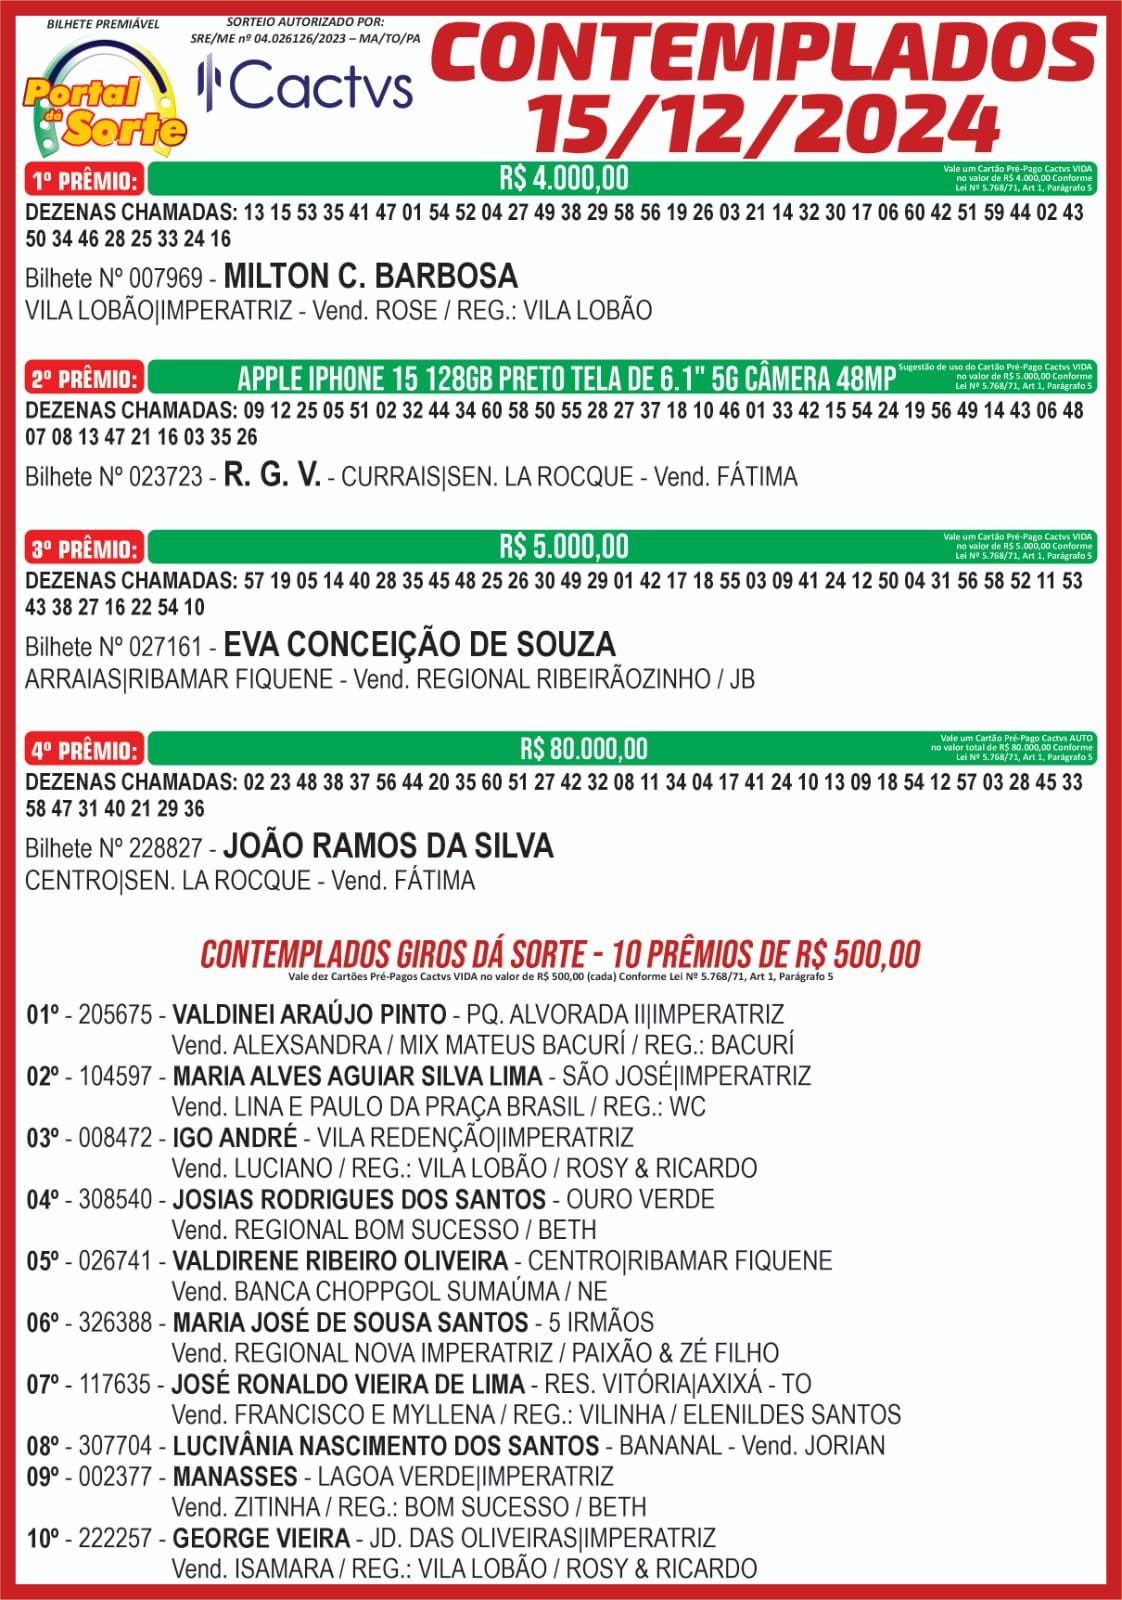 BILHETE PREMIÁVEL
Portal
dá
Sorte
SORTEIO AUTORIZADO POR:
SRE/ME nº 04.026126/2023 – MA/TO/PA
Cactvs
CONTEMPLADOS
15/12/2024
1º PRÊMIO:
R$ 4.000,00
Vale um Cartão Pré-Pago Cactvs VIDA
no valor de R$ 4.000,00 Conforme
Lei Nº 5.768/71, Art 1, Parágrafo 5
DEZENAS CHAMADAS: 13 15 53 35 41 47 01 54 52 04 27 49 38 29 58 56 19 26 03 21 14 32 30 17 06 60 42 51 59 44 02 43
50 34 46 28 25 33 24 16
Bilhete Nº 007969 - MILTON C. BARBOSA
VILA LOBÃO|IMPERATRIZ - Vend. ROSE / REG.: VILA LOBÃO
2º PRÊMIO:
APPLE IPHONE 15 128GB PRETO TELA DE 6.1" 5G CÂMERA 48MP
Sugestão de uso do Cartão Pré-Pago Cactvs VIDA
no valor de R$ 5.000,00 Conforme
Lei Nº 5.768/71, Art 1, Parágrafo 5
DEZENAS CHAMADAS: 09 12 25 05 51 02 32 44 34 60 58 50 55 28 27 37 18 10 46 01 33 42 15 54 24 19 56 49 14 43 06 48
07 08 13 47 21 16 03 35 26
Bilhete Nº 023723 - R. G. V. - CURRAIS|SEN. LA ROCQUE - Vend. FÁTIMA
3º PRÊMIO:
R$ 5.000,00
Vale um Cartão Pré-Pago Cactvs VIDA
no valor de R$ 5.000,00 Conforme
Lei Nº 5.768/71, Art 1, Parágrafo 5
DEZENAS CHAMADAS: 57 19 05 14 40 28 35 45 48 25 26 30 49 29 01 42 17 18 55 03 09 41 24 12 50 04 31 56 58 52 11 53
43 38 27 16 22 54 10
Bilhete Nº 027161 - EVA CONCEIÇÃO DE SOUZA
ARRAIAS|RIBAMAR FIQUENE - Vend. REGIONAL RIBEIRÃOZINHO / JB
4º PRÊMIO:
R$ 80.000,00
Vale um Cartão Pré-Pago Cactvs AUTO
no valor total de R$ 80.000,00 Conforme
Lei Nº 5.768/71, Art 1, Parágrafo 5
DEZENAS CHAMADAS: 02 23 48 38 37 56 44 20 35 60 51 27 42 32 08 11 34 04 17 41 24 10 13 09 18 54 12 57 03 28 45 33
58 47 31 40 21 29 36
Bilhete Nº 228827 - JOÃO RAMOS DA SILVA
CENTRO|SEN. LA ROCQUE - Vend. FÁTIMA
CONTEMPLADOS GIROS DÁ SORTE - 10 PRÊMIOS DE R$ 500,00
Vale dez Cartões Pré-Pagos Cactvs VIDA no valor de R$ 500,00 (cada) Conforme Lei Nº 5.768/71, Art 1, Parágrafo 5
01º - 205675 - VALDINEI ARAÚJO PINTO - PQ. ALVORADA II|IMPERATRIZ
Vend. ALEXSANDRA / MIX MATEUS BACURÍ / REG.: BACURÍ
02º - 104597 - MARIA ALVES AGUIAR SILVA LIMA - SÃO JOSÉ|IMPERATRIZ
Vend. LINA E PAULO DA PRAÇA BRASIL / REG.: WC
03º - 008472 - IGO ANDRÉ - VILA REDENÇÃO|IMPERATRIZ
Vend. LUCIANO / REG.: VILA LOBÃO / ROSY & RICARDO
04º - 308540 - JOSIAS RODRIGUES DOS SANTOS - OURO VERDE
Vend. REGIONAL BOM SUCESSO / BETH
05º - 026741 - VALDIRENE RIBEIRO OLIVEIRA - CENTRO|RIBAMAR FIQUENE
Vend. BANCA CHOPPGOL SUMAÚMA / NE
06º - 326388 - MARIA JOSÉ DE SOUSA SANTOS - 5 IRMÃOS
Vend. REGIONAL NOVA IMPERATRIZ / PAIXÃO & ZÉ FILHO
07º - 117635 - JOSÉ RONALDO VIEIRA DE LIMA - RES. VITÓRIA|AXIXÁ - TO
Vend. FRANCISCO E MYLLENA / REG.: VILINHA / ELENILDES SANTOS
08º - 307704 - LUCIVÂNIA NASCIMENTO DOS SANTOS - BANANAL - Vend. JORIAN
09º - 002377 - MANASSES - LAGOA VERDE|IMPERATRIZ
Vend. ZITINHA / REG.: BOM SUCESSO / BETH
10º - 222257 - GEORGE VIEIRA - JD. DAS OLIVEIRAS|IMPERATRIZ
Vend. ISAMARA / REG.: VILA LOBÃO / ROSY & RICARDO